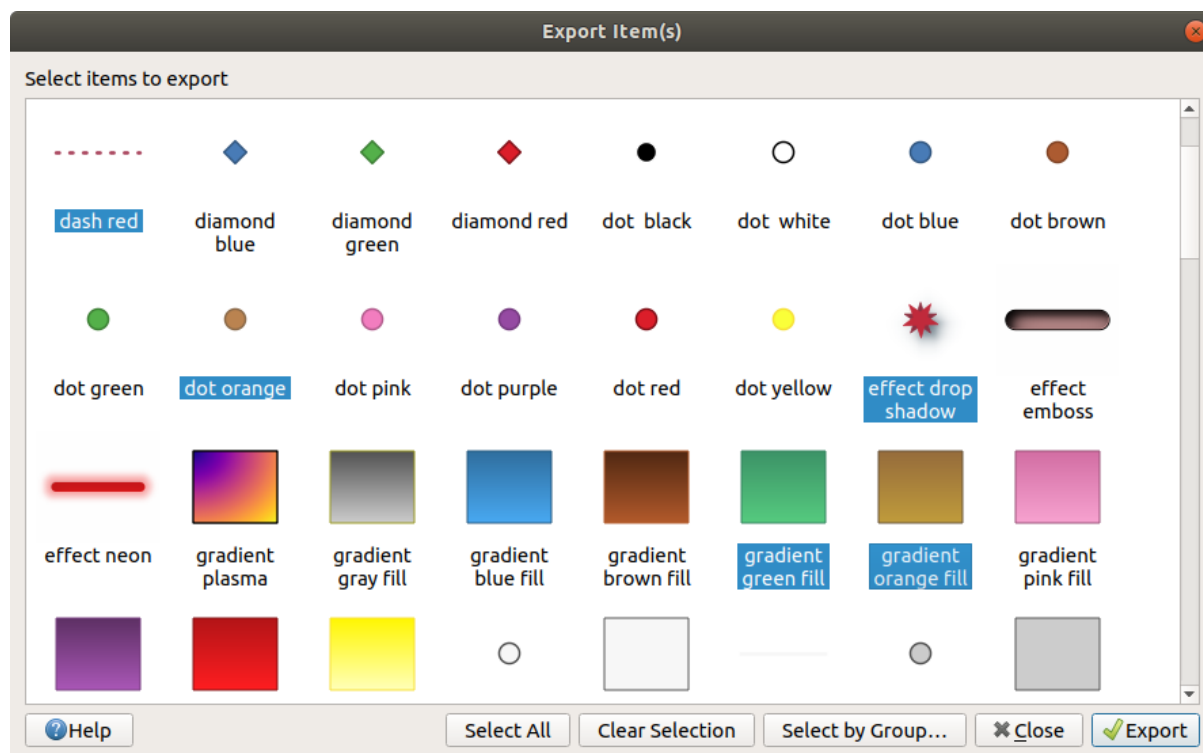 Export Item(s)
Select items to export
dash red
diamond
blue
diamond
green
diamond red
dot  black
dot  white
dot blue
dot brown
dot green
dot orange
dot pink
dot purple
dot red
dot yellow
effect drop
shadow
effect
emboss
effect neon
gradient
plasma
gradient
gray fill
gradient
blue fill
gradient
brown fill
gradient
green fill
gradient
orange fill
gradient
pink fill
Help
Select All
Clear Selection
Select by Group...
Close
Export